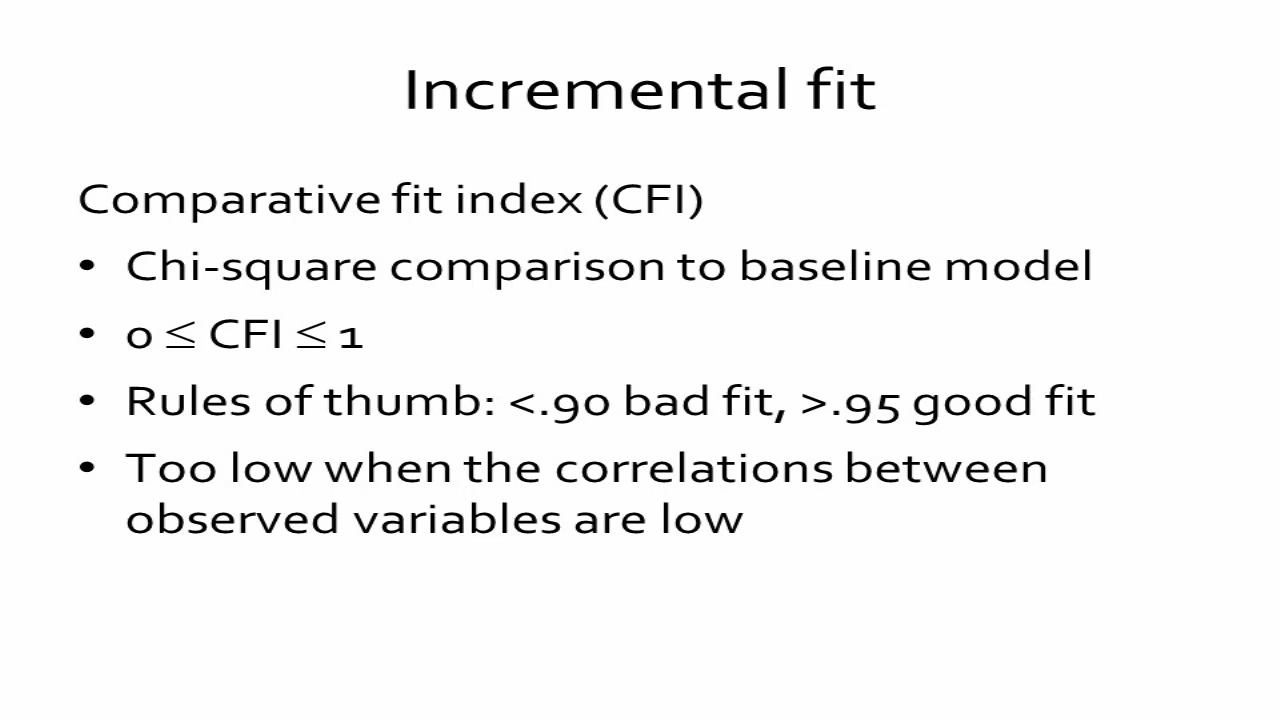 Incremental fit
Comparative fit index (CFI)
• Chi-square comparison to baseline model
• 0 ≤ CFI ≤ 1
• Rules of thumb: <.90 bad fit, >.95 good fit
• Too low when the correlations between
observed variables are low